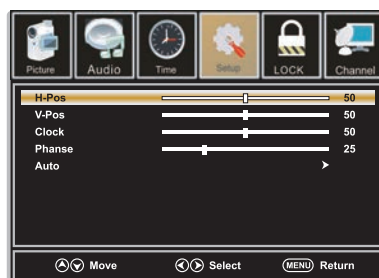 Picture Audio Time Setup LOCK Channel
H-Pos 50
V-Pos 50
Clock 50
Phanse 25
Auto
Move Select MENU Return